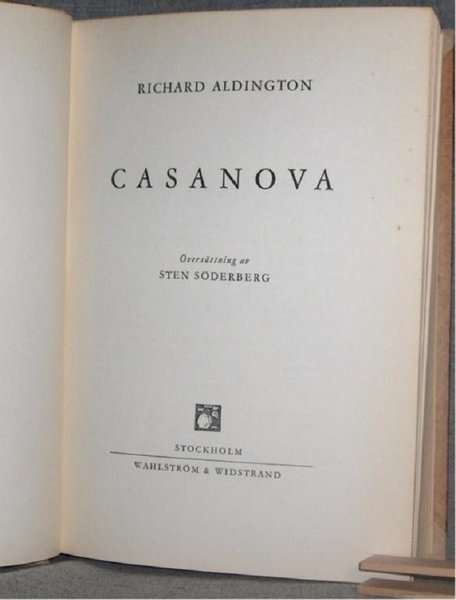 RICHARD ALDINGTON
CASANOVA
Översättning av
STEN SÖDERBERG
STOCKHOLM
WAHLSTRÖM & WIDSTRAND